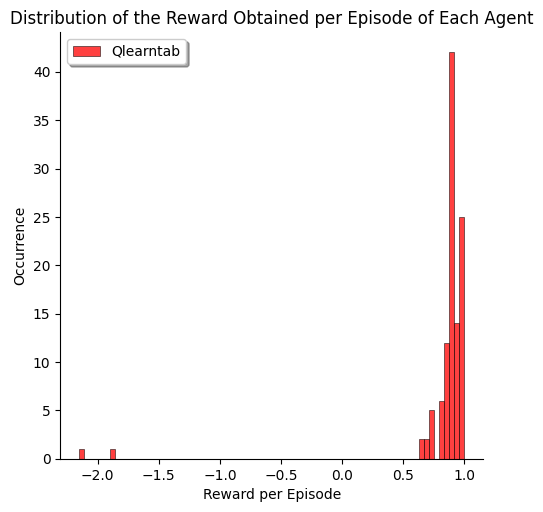 Distribution of the Reward Obtained per Episode of Each Agent
Qlearntab
40
35
30
25
20
15
10
5
0
Occurrence
−2.0 −1.5 −1.0 −0.5 0.0 0.5 1.0
Reward per Episode